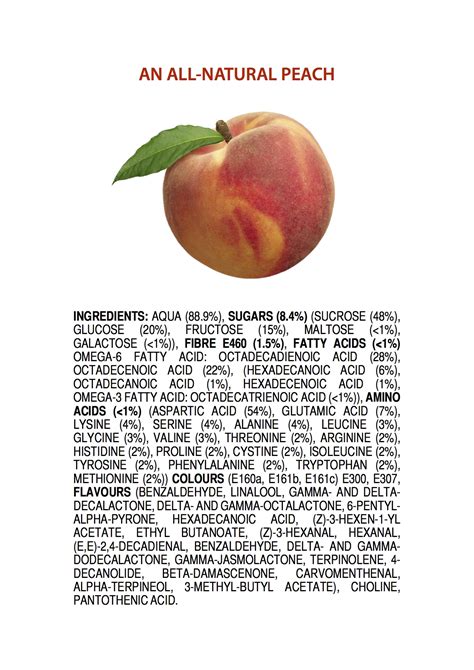 AN ALL-NATURAL PEACH
INGREDIENTS: AQUA (88.9%), SUGARS (8.4%) (SUCROSE (48%),
GLUCOSE (20%), FRUCTOSE (15%), MALTOSE (<1%),
GALACTOSE (<1%)), FIBRE E460 (1.5%), FATTY ACIDS (<1%)
OMEGA-6 FATTY ACID: OCTADECADIENOIC ACID (28%),
OCTADECENOIC ACID (22%), (HEXADECANOIC ACID (6%),
OCTADECANOIC ACID (1%), HEXADECENOIC ACID (1%),
OMEGA-3 FATTY ACID: OCTADECATRIENOIC ACID (<1%)), AMINO
ACIDS (<1%) (ASPARTIC ACID (54%), GLUTAMIC ACID (7%),
LYSINE (4%), SERINE (4%), ALANINE (4%), LEUCINE (3%),
GLYCINE (3%), VALINE (3%), THREONINE (2%), ARGININE (2%),
HISTIDINE (2%), PROLINE (2%), CYSTINE (2%), ISOLEUCINE (2%),
TYROSINE (2%), PHENYLALANINE (2%), TRYPTOPHAN (2%),
METHIONINE (2%)) COLOURS (E160a, E161b, E161c) E300, E307,
FLAVOURS (BENZALDEHYDE, LINALOOL, GAMMA- AND DELTA-
DECALACTONE, DELTA- AND GAMMA-OCTALACTONE, 6-PENTYL-
ALPHA-PYRONE, HEXADECANOIC ACID, (Z)-3-HEXEN-1-YL
ACETATE, ETHYL BUTANOATE, (Z)-3-HEXANAL, HEXANAL,
(E,E)-2,4-DECADIENAL, BENZALDEHYDE, DELTA- AND GAMMA-
DODECALACTONE, GAMMA-JASMOLACTONE, TERPINOLENE, 4-
DECANOLIDE, BETA-DAMASCENONE, CARVOMENTHENAL,
ALPHA-TERPINEOL, 3-METHYL-BUTYL ACETATE), CHOLINE,
PANTOTHENIC ACID.